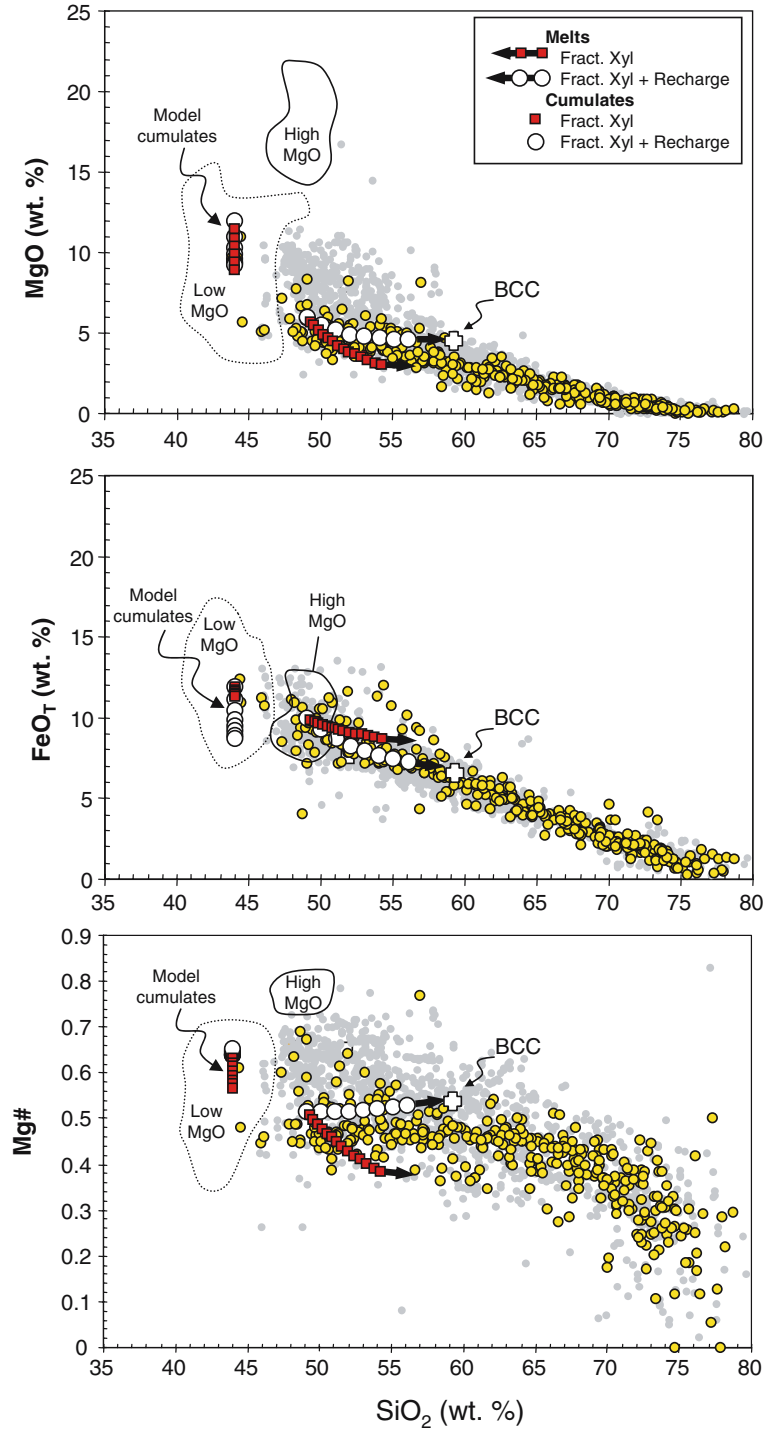 25
20
15
10
5
0
MgO (wt. %)
Melts
Fract. Xyl
Fract. Xyl + Recharge
Cumulates
Fract. Xyl
Fract. Xyl + Recharge
Model
cumulates
High
MgO
Low
MgO
BCC
35 40 45 50 55 60 65 70 75 80
25
20
15
10
5
0
FeO_T (wt. %)
Model
cumulates
Low
MgO
High
MgO
BCC
35 40 45 50 55 60 65 70 75 80
0.9
0.8
0.7
0.6
0.5
0.4
0.3
0.2
0.1
0
Mg#
Model
cumulates
High
MgO
Low
MgO
BCC
35 40 45 50 55 60 65 70 75 80
SiO₂ (wt. %)